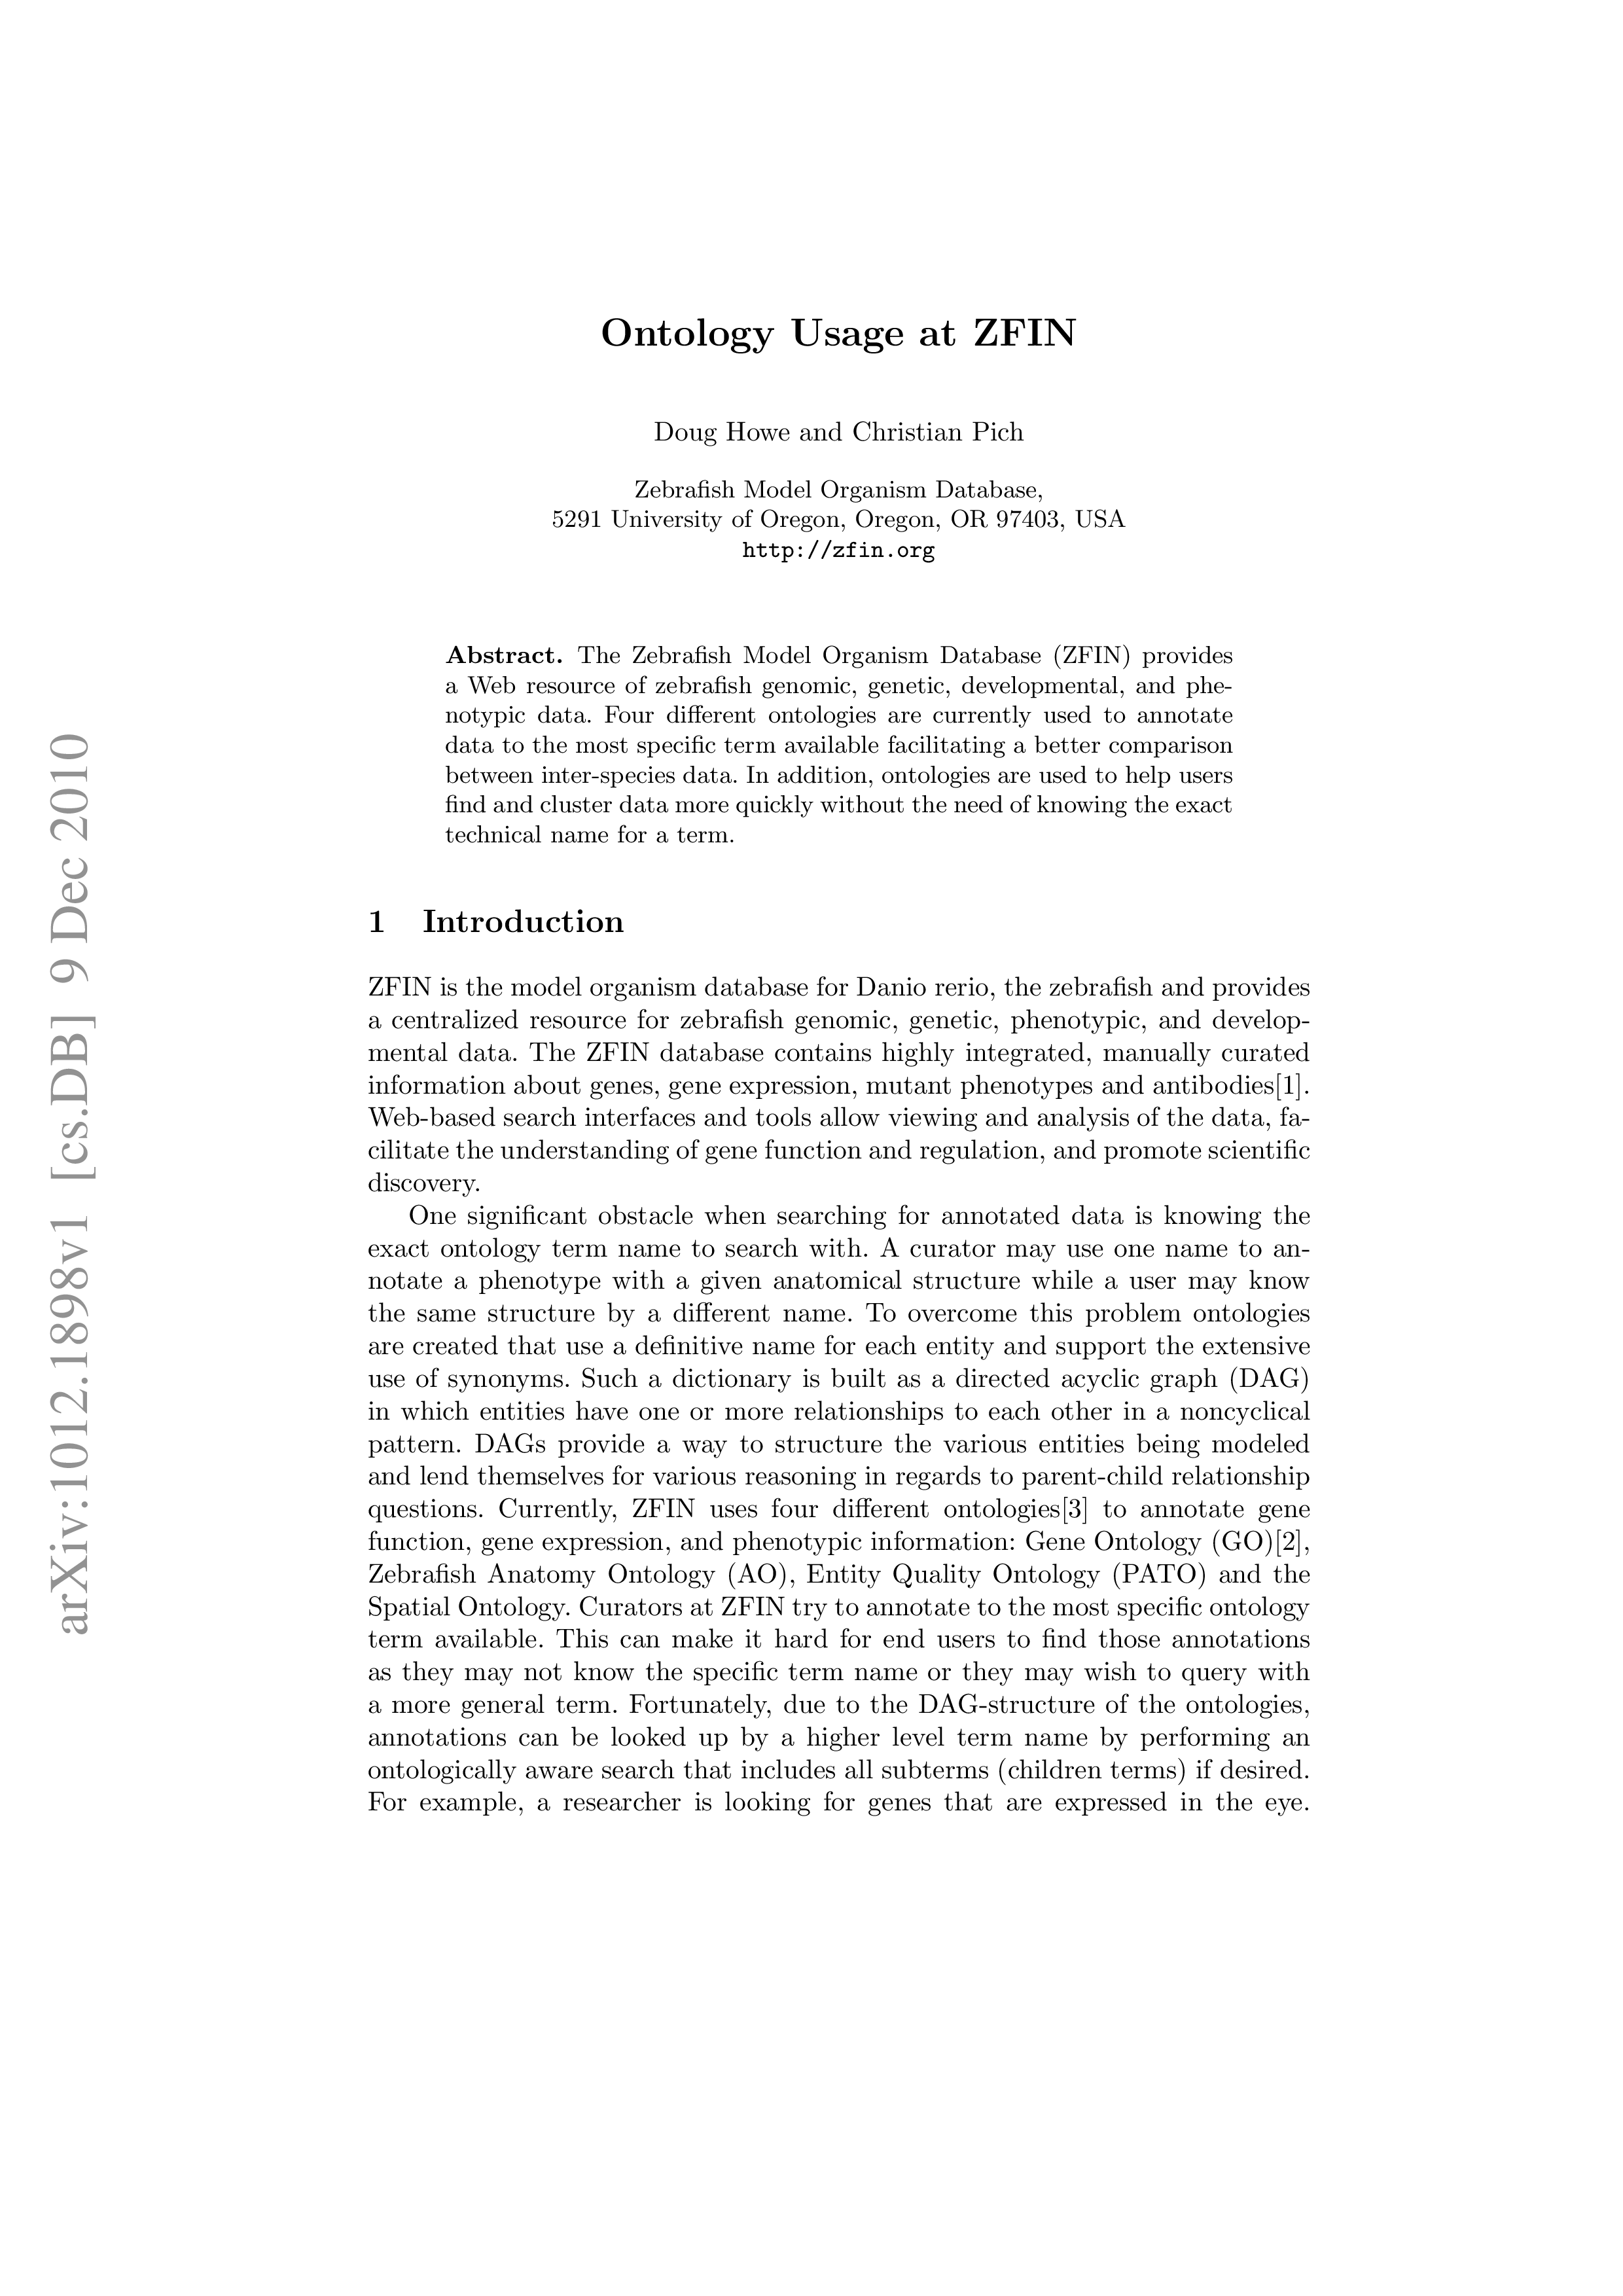 Ontology Usage at ZFIN
Doug Howe and Christian Pich
Zebrafish Model Organism Database,
5291 University of Oregon, Oregon, OR 97403, USA
http://zfin.org
Abstract. The Zebrafish Model Organism Database (ZFIN) provides
a Web resource of zebrafish genomic, genetic, developmental, and phe-
notypic data. Four different ontologies are currently used to annotate
data to the most specific term available facilitating a better comparison
between inter-species data. In addition, ontologies are used to help users
find and cluster data more quickly without the need of knowing the exact
technical name for a term.
1 Introduction
ZFIN is the model organism database for Danio rerio, the zebrafish and provides
a centralized resource for zebrafish genomic, genetic, phenotypic, and develop-
mental data. The ZFIN database contains highly integrated, manually curated
information about genes, gene expression, mutant phenotypes and antibodies[1].
Web-based search interfaces and tools allow viewing and analysis of the data, fa-
cilitate the understanding of gene function and regulation, and promote scientific
discovery.
One significant obstacle when searching for annotated data is knowing the
exact ontology term name to search with. A curator may use one name to an-
notate a phenotype with a given anatomical structure while a user may know
the same structure by a different name. To overcome this problem ontologies
are created that use a definitive name for each entity and support the extensive
use of synonyms. Such a dictionary is built as a directed acyclic graph (DAG)
in which entities have one or more relationships to each other in a noncyclical
pattern. DAGs provide a way to structure the various entities being modeled
and lend themselves for various reasoning in regards to parent-child relationship
questions. Currently, ZFIN uses four different ontologies[3] to annotate gene
function, gene expression, and phenotypic information: Gene Ontology (GO)[2],
Zebrafish Anatomy Ontology (AO), Entity Quality Ontology (PATO) and the
Spatial Ontology. Curators at ZFIN try to annotate to the most specific ontology
term available. This can make it hard for end users to find those annotations
as they may not know the specific term name or they may wish to query with
a more general term. Fortunately, due to the DAG-structure of the ontologies,
annotations can be looked up by a higher level term name by performing an
ontologically aware search that includes all subterms (children terms) if desired.
For example, a researcher is looking for genes that are expressed in the eye.
arXiv:1012.1898v1 [cs.DB] 9 Dec 2010